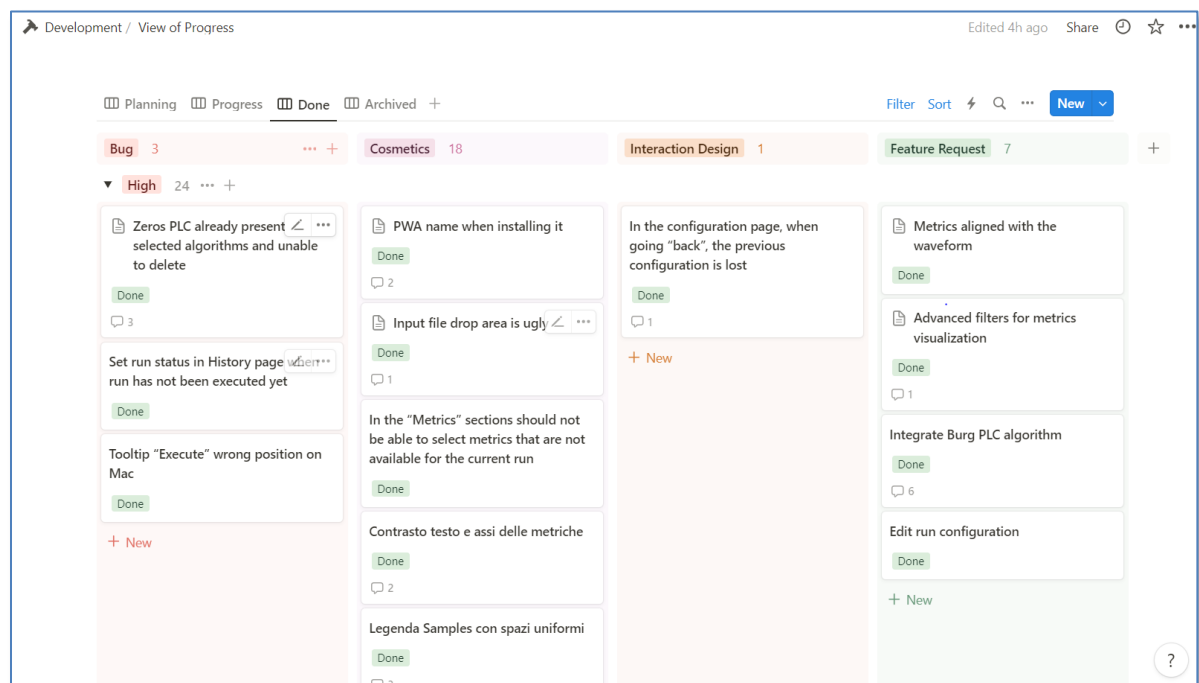 Development / View of Progress
Edited 4h ago Share
Planning Progress Done Archived
Filter Sort New
Bug 3
Cosmetics 18
Interaction Design 1
Feature Request 7
High 24
Zeros PLC already present
selected algorithms and unable
to delete
Done
3
Set run status in History page when
run has not been executed yet
Done
Tooltip “Execute” wrong position on
Mac
Done
+ New
PWA name when installing it
Done
2
Input file drop area is ugly
Done
1
In the “Metrics” sections should not
be able to select metrics that are not
available for the current run
Done
Contrasto testo e assi delle metriche
Done
2
Legenda Samples con spazi uniformi
Done
In the configuration page, when
going “back”, the previous
configuration is lost
Done
1
+ New
Metrics aligned with the
waveform
Done
Advanced filters for metrics
visualization
Done
1
Integrate Burg PLC algorithm
Done
6
Edit run configuration
Done
+ New
?